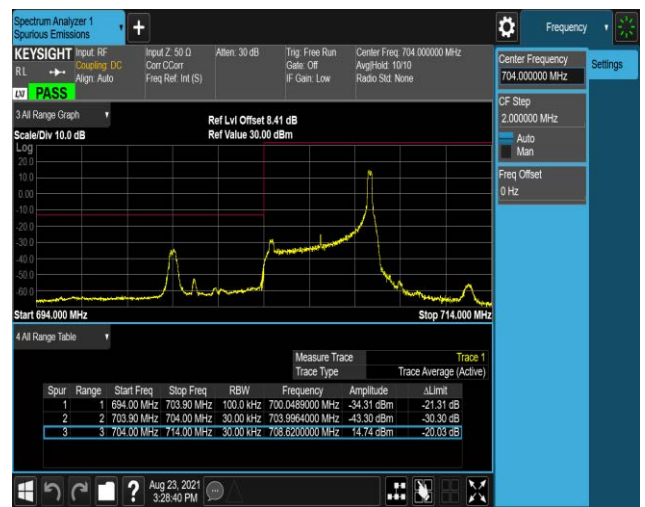 Spectrum Analyzer 1
Spurious Emissions
Frequency
KEYSIGHT Input: RF Input Z: 50 Ω Atten: 30 dB Trig: Free Run Center Freq: 704.000000 MHz
RL Coupling: DC Corr CCorr Gate: Off Avg|Hold: 10/10
Align: Auto Freq Ref: Int (S) IF Gain: Low Radio Std: None
LXI PASS
Center Frequency
704.000000 MHz
Settings
CF Step
2.000000 MHz
Auto
Man
Freq Offset
0 Hz
3 All Range Graph
Ref Lvl Offset 8.41 dB
Scale/Div 10.0 dB Ref Value 30.00 dBm
Log
20.0
10.0
0.00
-10.0
-20.0
-30.0
-40.0
-50.0
-60.0
Start 694.000 MHz Stop 714.000 MHz
4 All Range Table
Measure Trace Trace 1
Trace Type Trace Average (Active)
Spur Range Start Freq Stop Freq RBW Frequency Amplitude ΔLimit
1 1 694.00 MHz 703.90 MHz 100.0 kHz 700.0489000 MHz -34.31 dBm -21.31 dB
2 2 703.90 MHz 704.00 MHz 30.00 kHz 703.9964000 MHz -43.30 dBm -30.30 dB
3 3 704.00 MHz 714.00 MHz 30.00 kHz 708.6200000 MHz 14.74 dBm -20.03 dB
? Aug 23, 2021
3:28:40 PM